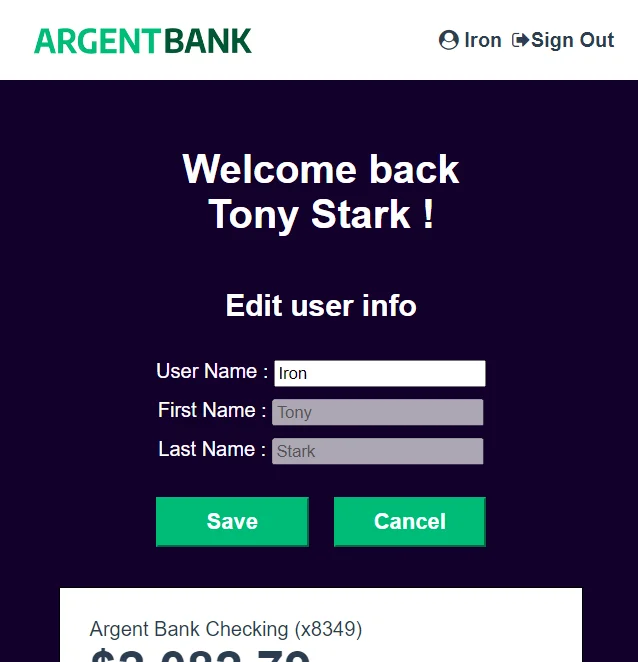 ARGENTBANK
Iron Sign Out
Welcome back
Tony Stark !
Edit user info
User Name : Iron
First Name : Tony
Last Name : Stark
Save Cancel
Argent Bank Checking (x8349)